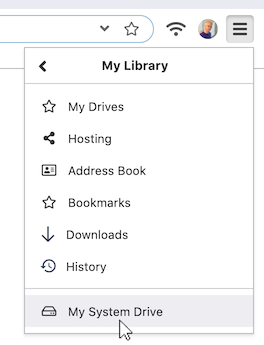 My Library
My Drives
Hosting
Address Book
Bookmarks
Downloads
History
My System Drive